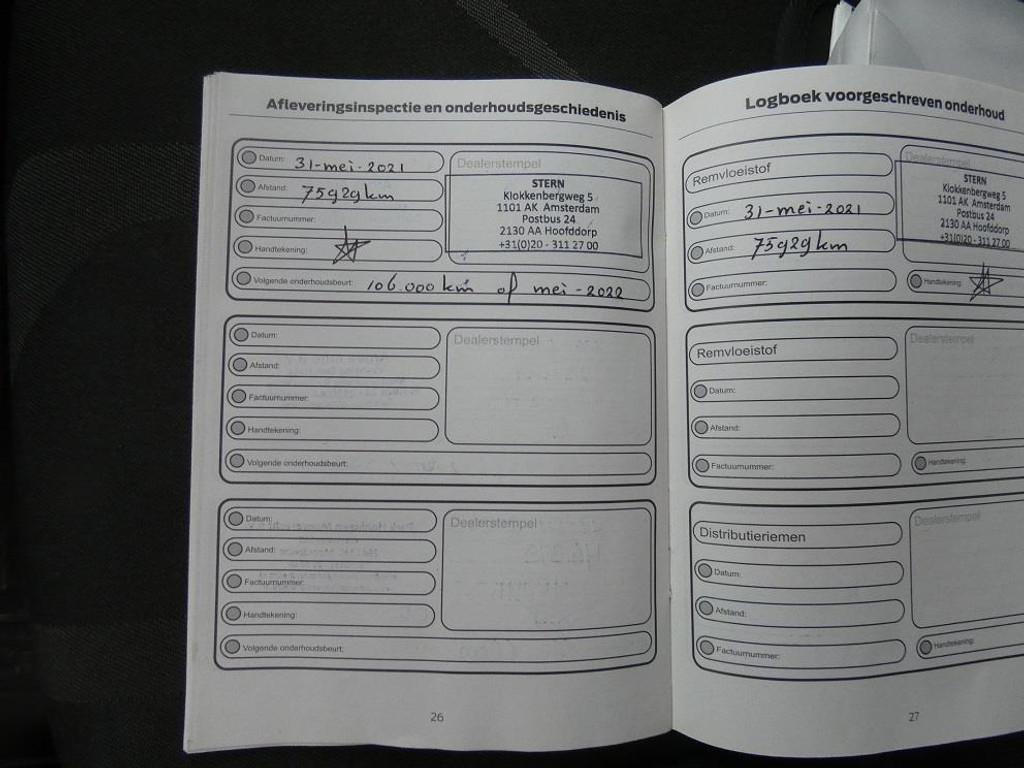 Afleveringsinspectie en onderhoudsgeschiedenis
Datum: 31-mei-2021
Afstand: 75929km
Factuurnummer:
Handtekening:
Volgende onderhoudsbeurt: 106.000 km of mei-2022
Dealerstempel
STERN
Klokkenbergweg 5
1101 AK Amsterdam
Postbus 24
2130 AA Hoofddorp
+31(0)20 - 311 27 00
Datum:
Afstand:
Factuurnummer:
Handtekening:
Volgende onderhoudsbeurt:
Dealerstempel
Datum:
Afstand:
Factuurnummer:
Handtekening:
Volgende onderhoudsbeurt:
Dealerstempel
26
Logboek voorgeschreven onderhoud
Remvloeistof
Datum: 31-mei-2021
Afstand: 75929km
Factuurnummer:
Dealerstempel
STERN
Klokkenbergweg 5
1101 AK Amsterdam
Postbus 24
2130 AA Hoofddorp
+31(0)20 - 311 27 00
Handtekening:
Remvloeistof
Datum:
Afstand:
Factuurnummer:
Dealerstempel
Handtekening:
Distributieriemen
Datum:
Afstand:
Factuurnummer:
Dealerstempel
Handtekening:
27